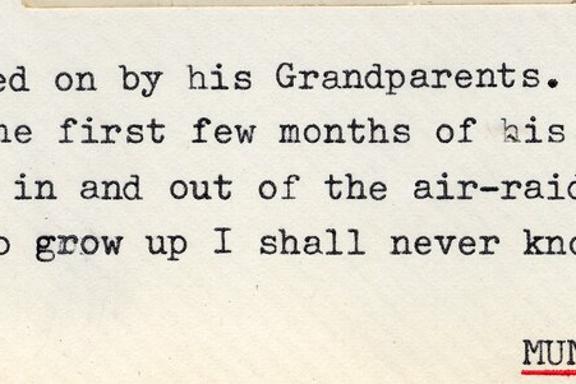 ed on by his Grandparents.
he first few months of his
in and out of the air-raid
o grow up I shall never kno
MUM